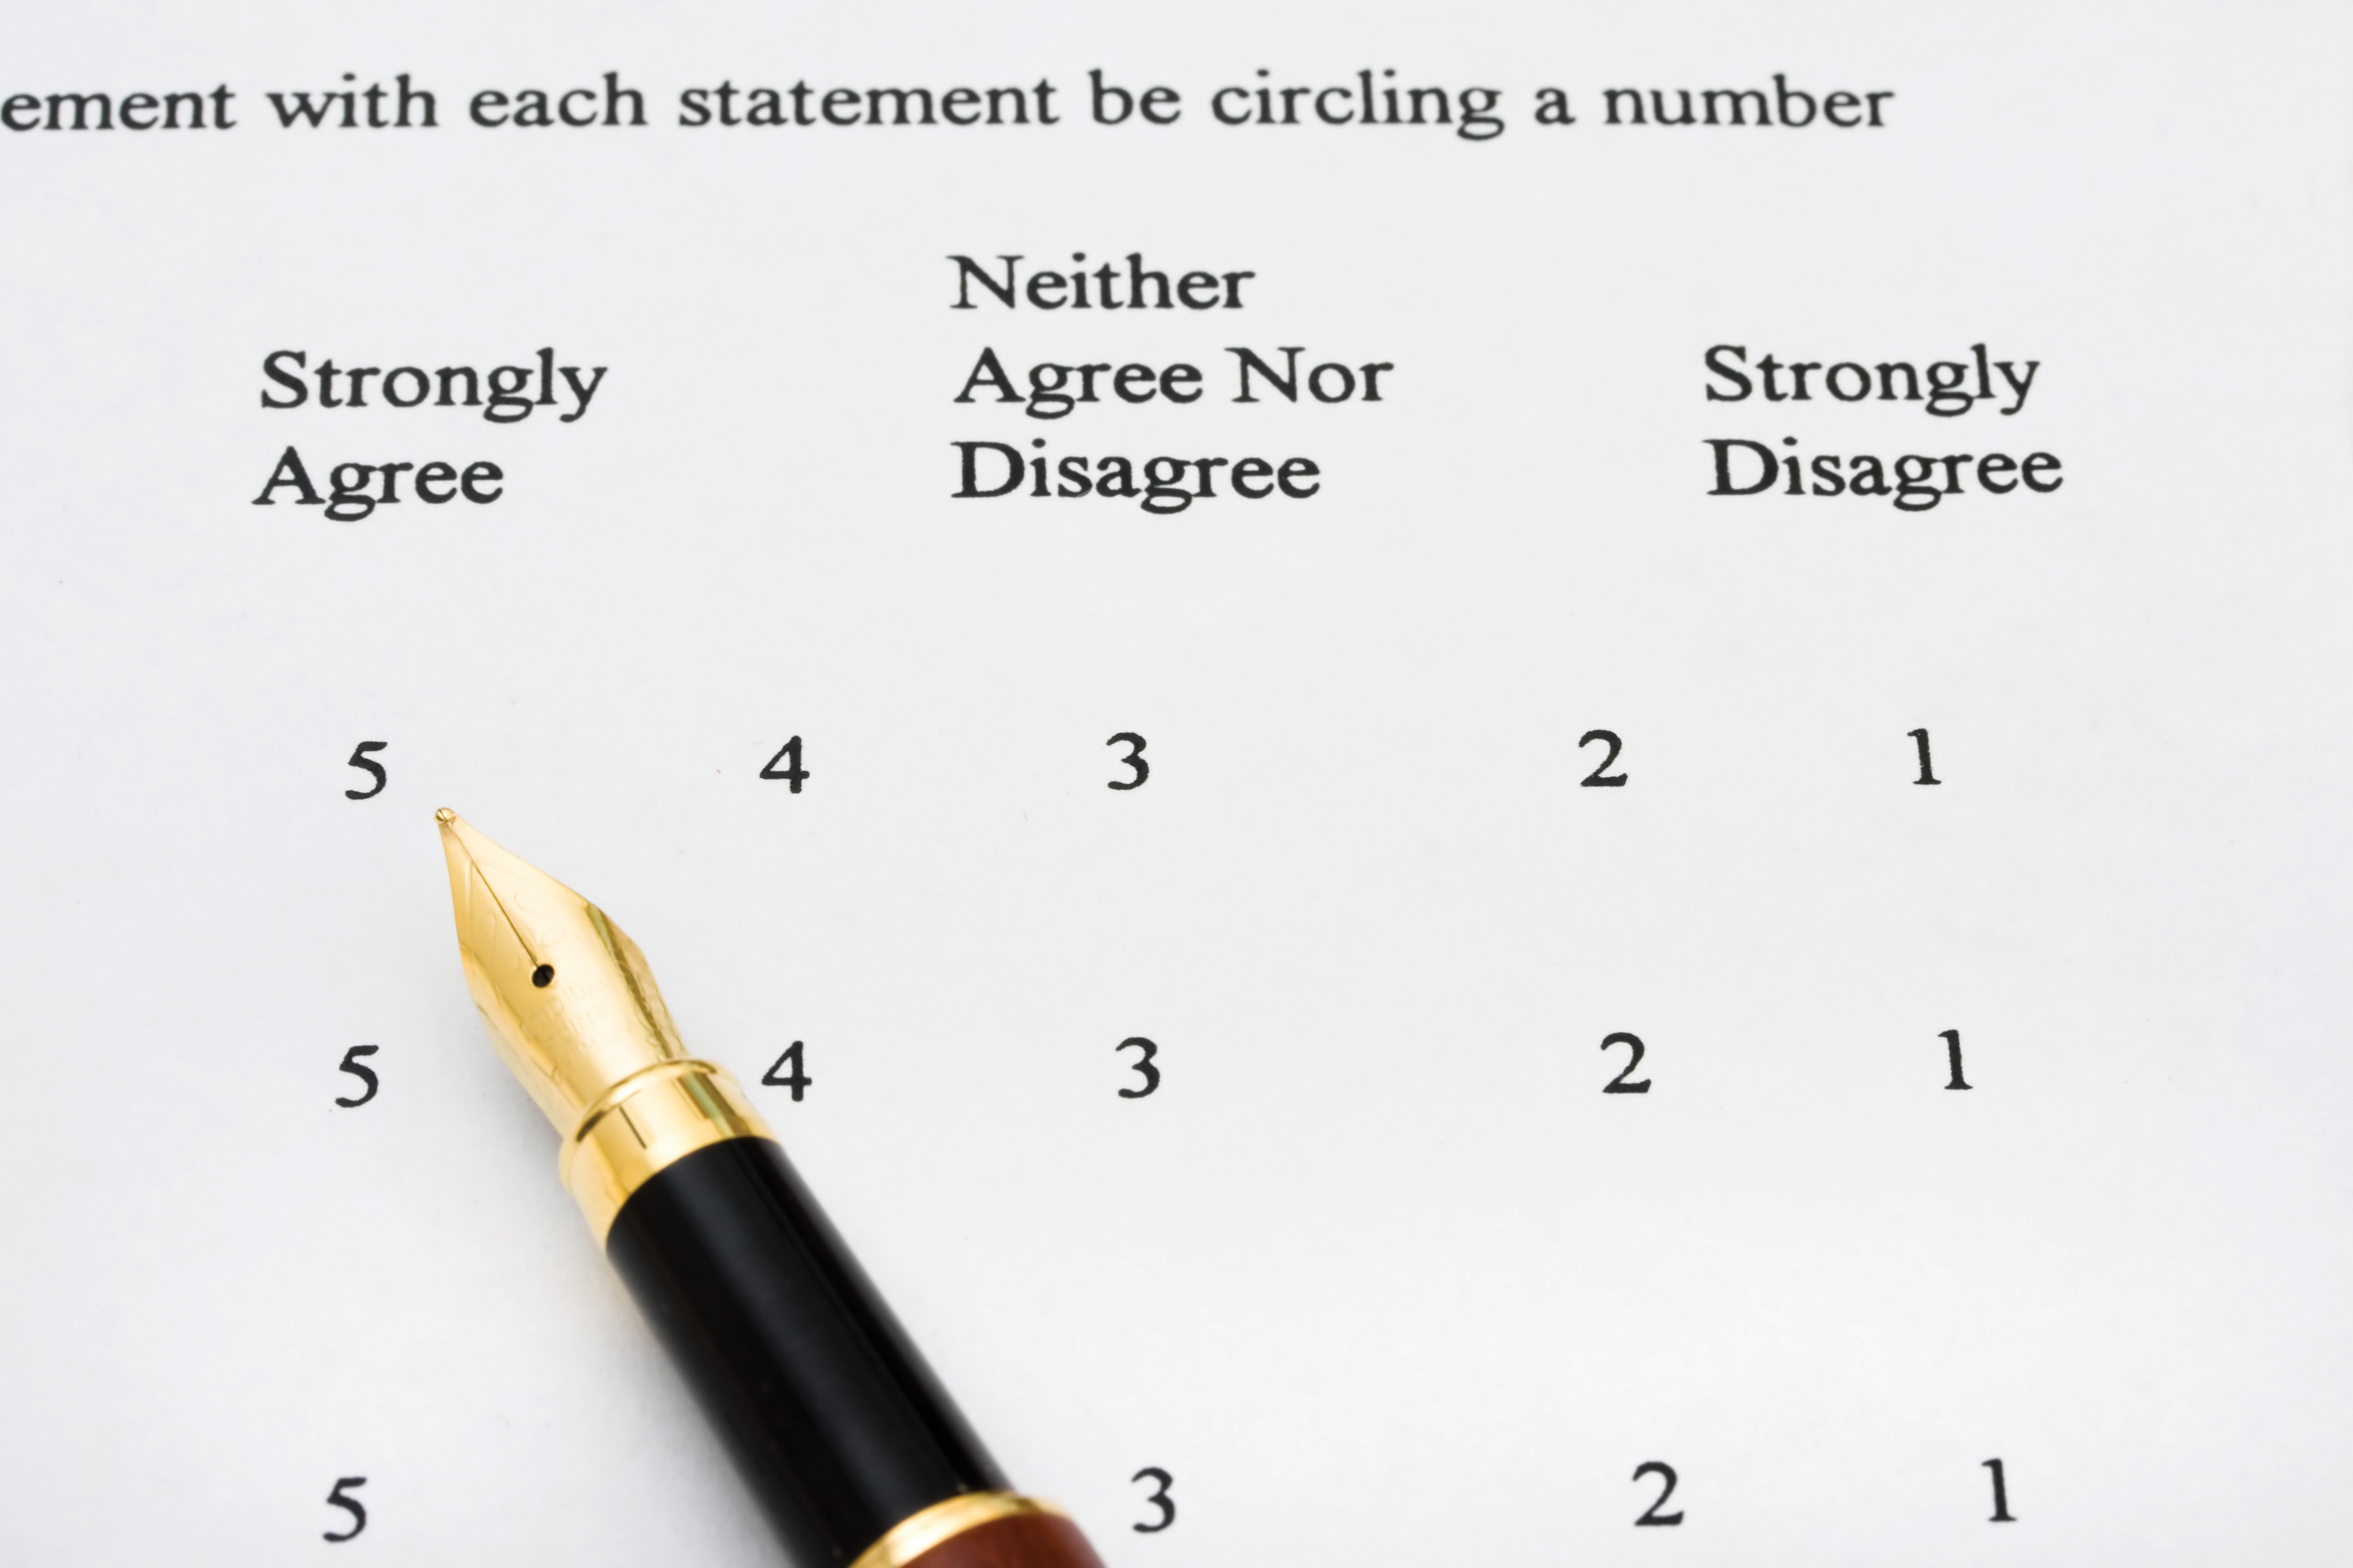 ement with each statement be circling a number
Neither
Strongly Agree Nor Strongly
Agree Disagree Disagree
5 4 3 2 1
5 4 3 2 1
5 3 2 1